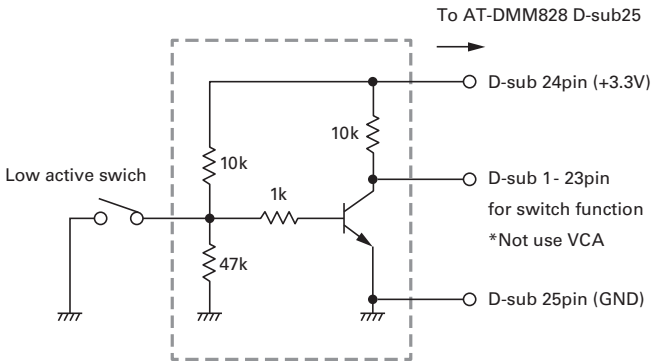 To AT-DMM828 D-sub25
D-sub 24pin (+3.3V)
10k
10k
Low active swich
1k
D-sub 1- 23pin
for switch function
*Not use VCA
47k
D-sub 25pin (GND)